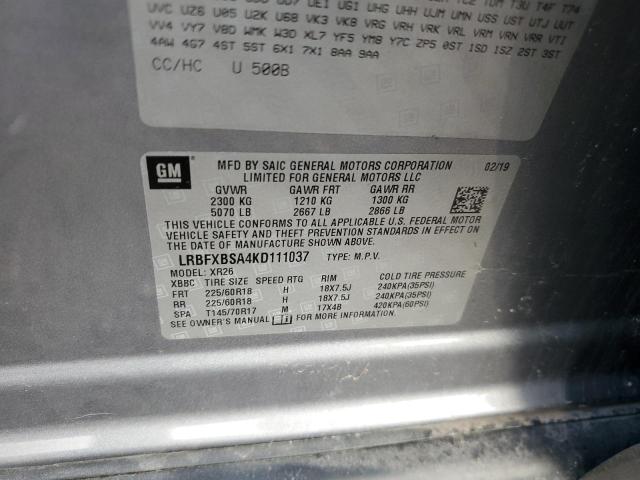 UVC UZ6 U05 U2K U68 VK3 VK8 VRG VRH VRK VRL VRM VRN VRR VTI
VV4 VY7 V8D WMK W3D XL7 YF5 YM8 Y7C ZP5 0ST 1SD 1SZ 2ST 3ST
4AW 4G7 4ST 5ST 6X1 7X1 8AA 9AA
CC/HC U 500B
GM
MFD BY SAIC GENERAL MOTORS CORPORATION 02/19
LIMITED FOR GENERAL MOTORS LLC
GVWR GAWR FRT GAWR RR
2300 KG 1210 KG 1300 KG
5070 LB 2667 LB 2866 LB
THIS VEHICLE CONFORMS TO ALL APPLICABLE U.S. FEDERAL MOTOR
VEHICLE SAFETY AND THEFT PREVENTION STANDARDS IN EFFECT
ON THE DATE OF MANUFACTURE SHOWN ABOVE.
LRBFXBSA4KD111037 TYPE: M.P.V.
MODEL: XR26
XBBC TIRE SIZE SPEED RTG RIM COLD TIRE PRESSURE
FRT 225/60R18 H 18X7.5J 240KPA(35PSI)
RR 225/60R18 H 18X7.5J 240KPA(35PSI)
SPA T145/70R17 M 17X4B 420KPA(60PSI)
SEE OWNER'S MANUAL FOR MORE INFORMATION